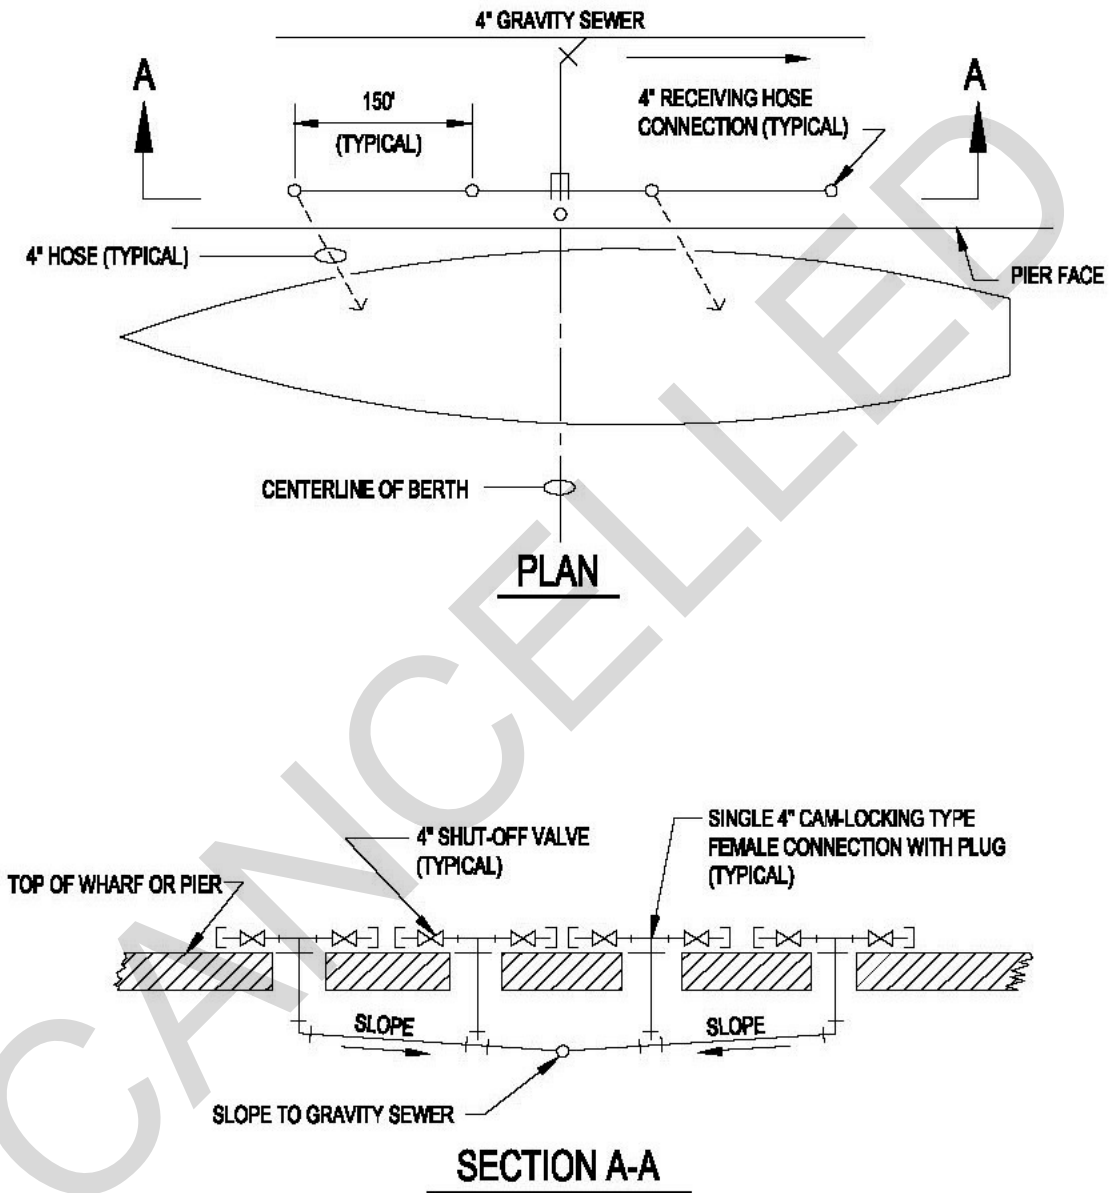 4" GRAVITY SEWER
A
A
150'
(TYPICAL)
4" RECEIVING HOSE
CONNECTION (TYPICAL)
4" HOSE (TYPICAL)
PIER FACE
CENTERLINE OF BERTH
PLAN
4" SHUT-OFF VALVE
(TYPICAL)
SINGLE 4" CAM-LOCKING TYPE
FEMALE CONNECTION WITH PLUG
(TYPICAL)
TOP OF WHARF OR PIER
SLOPE
SLOPE
SLOPE TO GRAVITY SEWER
SECTION A-A
CANCELLED